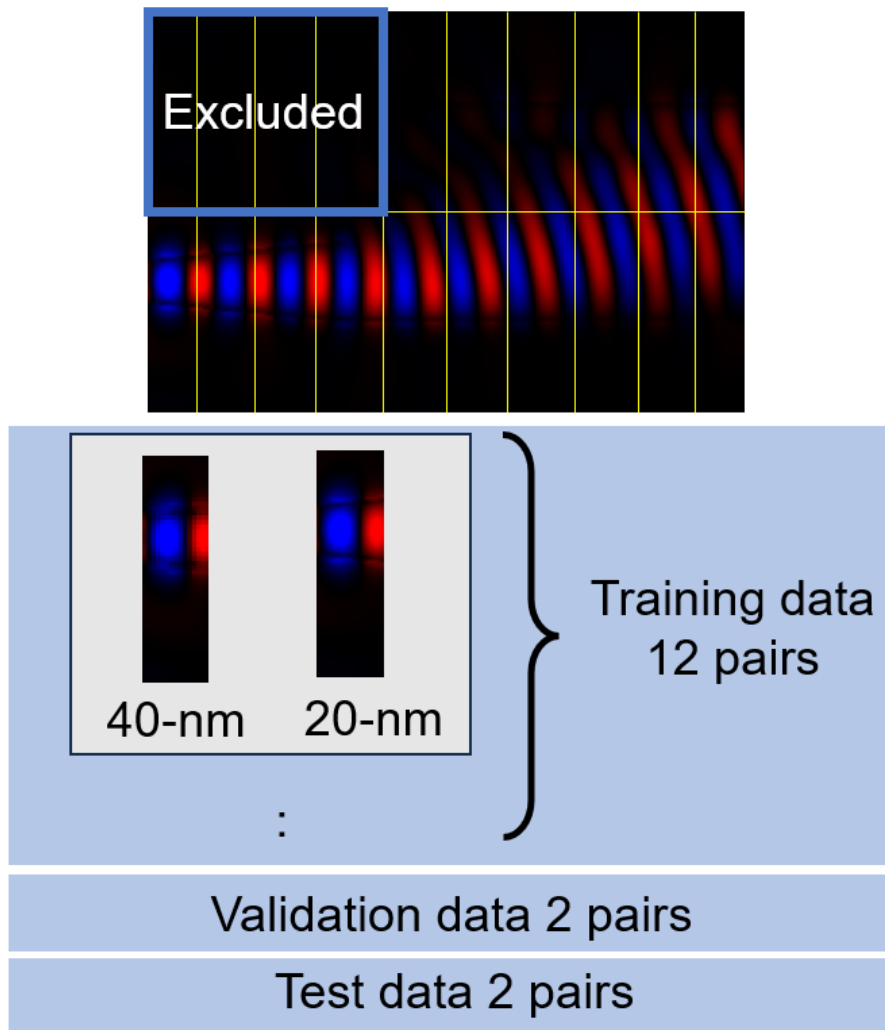 Excluded
40-nm 20-nm
Training data
12 pairs
:
Validation data 2 pairs
Test data 2 pairs